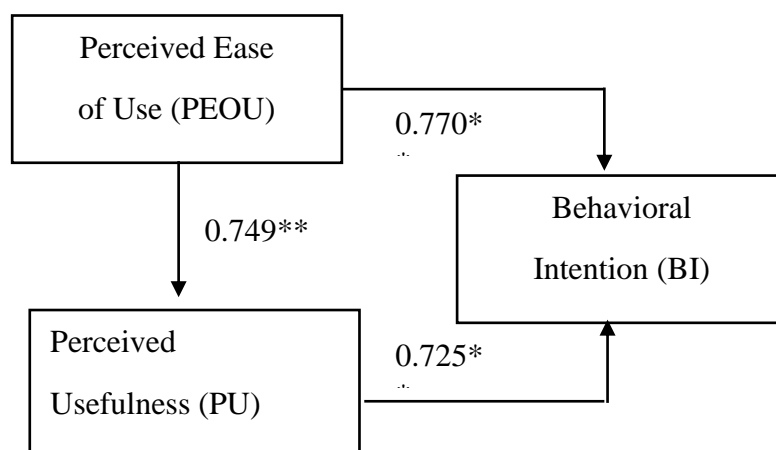 Perceived Ease
of Use (PEOU)
0.770*
*
0.749**
Behavioral
Intention (BI)
Perceived
Usefulness (PU)
0.725*
*